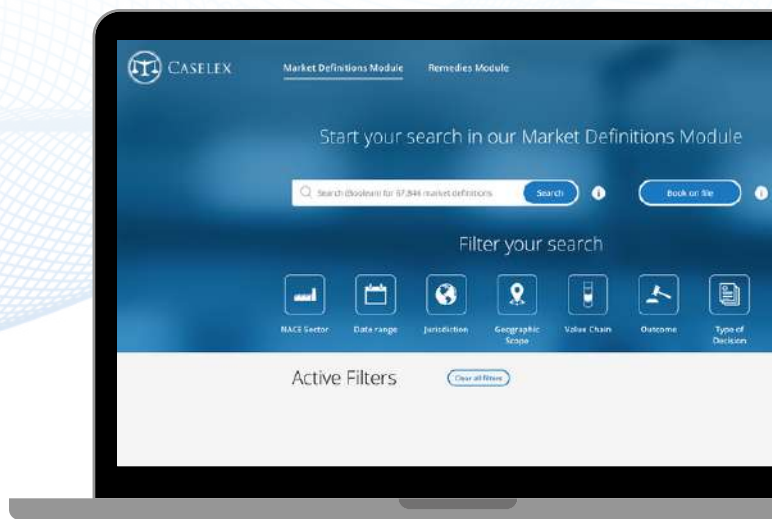 CASELEX
Market Definitions Module
Remedies Module
Start your search in our Market Definitions Module
Search (Boolean) for 67,844 market definitions
Search
i
Book on file
i
Filter your search
NACE Sector
Date range
Jurisdiction
Geographic
Scope
Value Chain
Outcome
Type of
Decision
Active Filters
Clear all filters